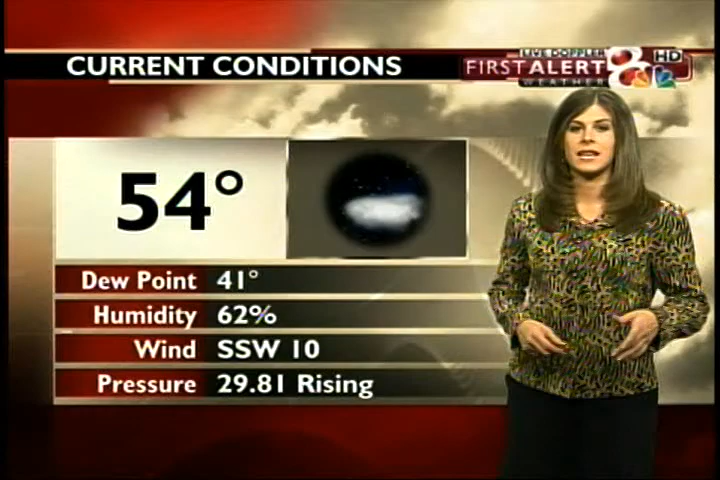 CURRENT CONDITIONS
LIVE DOPPLER
FIRST ALERT 8 HD
WEATHER
54°
Dew Point 41°
Humidity 62%
Wind SSW 10
Pressure 29.81 Rising